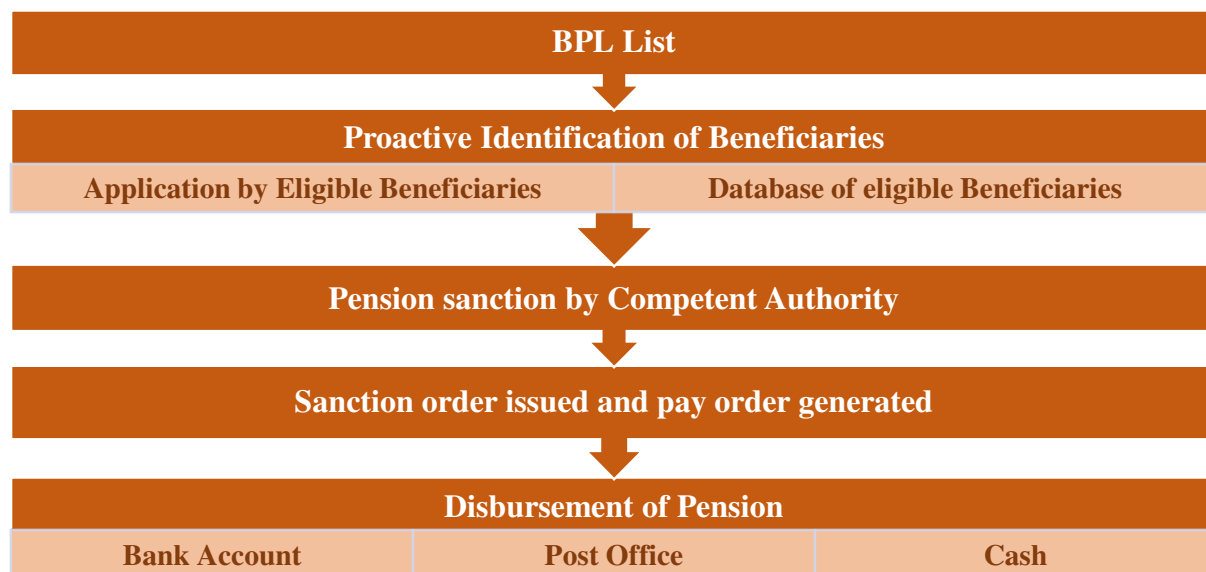 BPL List
Proactive Identification of Beneficiaries
Application by Eligible Beneficiaries
Database of eligible Beneficiaries
Pension sanction by Competent Authority
Sanction order issued and pay order generated
Disbursement of Pension
Bank Account
Post Office
Cash